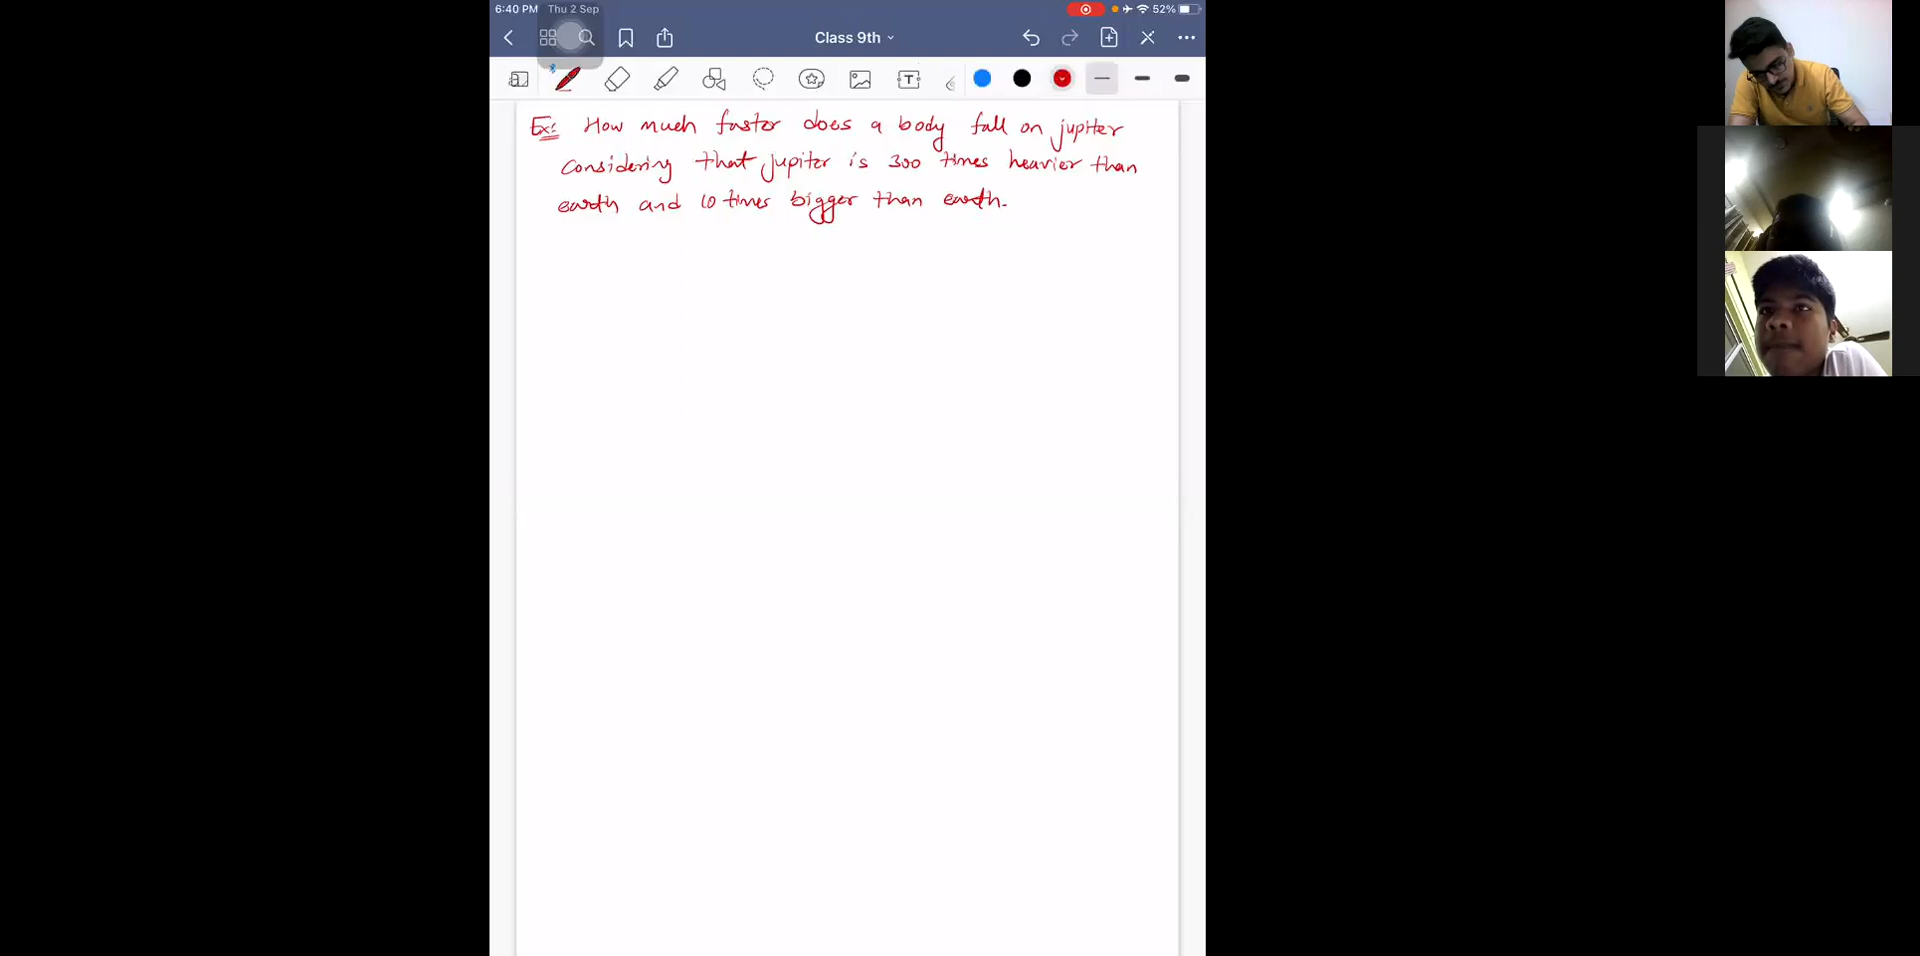 6:40 PM Thu 2 Sep
52%
Class 9th
T
Ex: How much faster does a body fall on jupiter
considering that jupiter is 300 times heavier than
earth and 10 times bigger than earth.